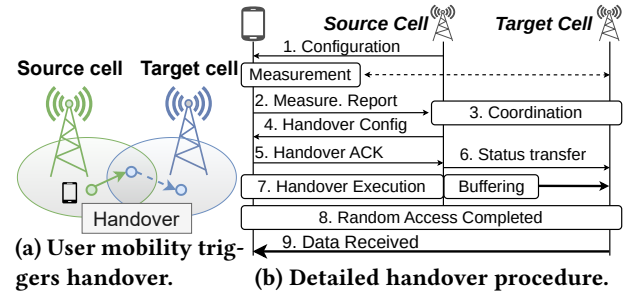 Source cell
Target cell
Handover
(a) User mobility trig-
gers handover.
Source Cell
Target Cell
1. Configuration
Measurement
2. Measure. Report
3. Coordination
4. Handover Config
5. Handover ACK
6. Status transfer
7. Handover Execution
Buffering
8. Random Access Completed
9. Data Received
(b) Detailed handover procedure.